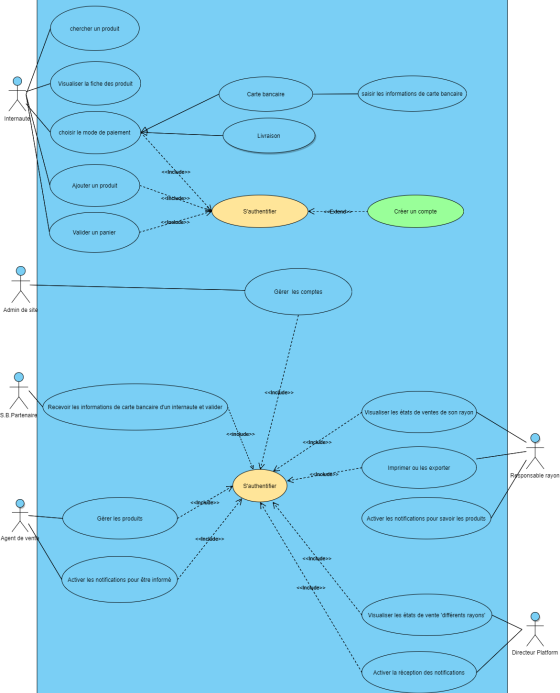 chercher un produit
Visualiser la fiche des produit
Internaute
choisir le mode de paiement
Carte bancaire
saisir les informations de carte bancaire
Livraison
<<Include>>
Ajouter un produit
<<Include>>
S'authentifier
<<Extend>>
Créer un compte
<<Include>>
Valider un panier
Gérer les comptes
Admin de site
<<Include>>
S.B Partenaire
Recevoir les informations de carte bancaire d'un internaute et valider
Visualiser les états de ventes de son rayon
<<Include>>
<<Include>>
Imprimer ou les exporter
<<Include>>
Responsable rayon
S'authentifier
<<Include>>
Gérer les produits
Activer les notifications pour savoir les produits
Agent de vente
<<Include>>
<<Include>>
Activer les notifications pour être informé
<<Include>>
Visualiser les états de vente 'différents rayons'
Directeur Platform
Activer la réception des notifications